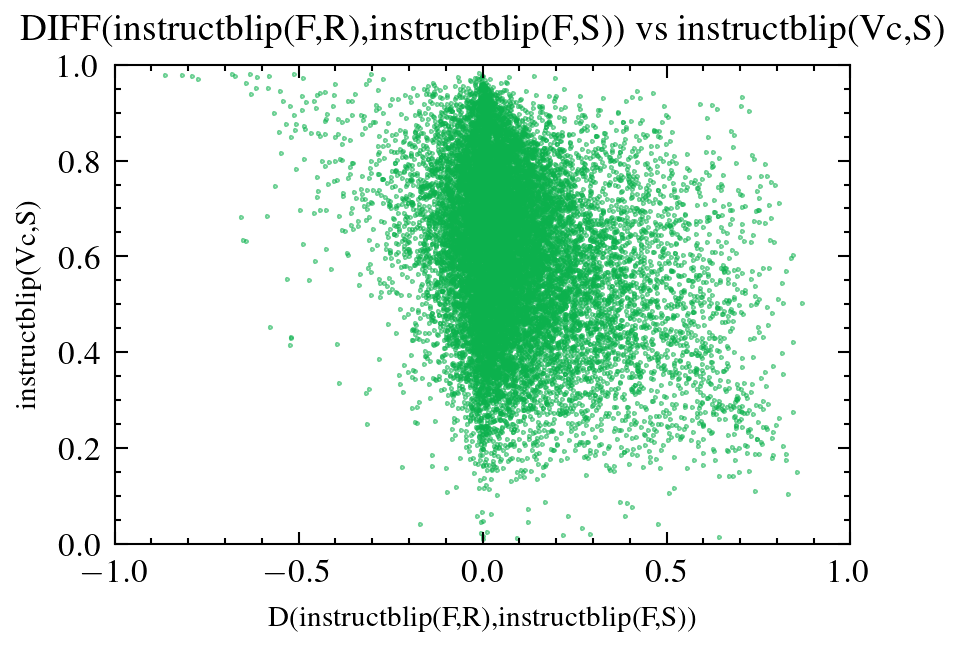 DIFF(instructblip(F,R),instructblip(F,S)) vs instructblip(Vc,S)
1.0
0.8
0.6
0.4
0.2
0.0
instructblip(Vc,S)
−1.0 −0.5 0.0 0.5 1.0
D(instructblip(F,R),instructblip(F,S))